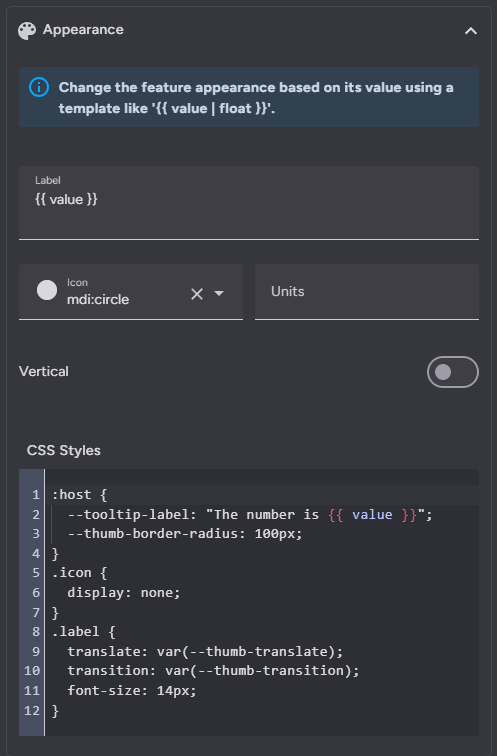 Appearance
Change the feature appearance based on its value using a
template like '{{ value | float }}'.
Label
{{ value }}
Icon
mdi:circle
Units
Vertical
CSS Styles
1 :host {
2   --tooltip-label: "The number is {{ value }}";
3   --thumb-border-radius: 100px;
4 }
5 .icon {
6   display: none;
7 }
8 .label {
9   translate: var(--thumb-translate);
10   transition: var(--thumb-transition);
11   font-size: 14px;
12 }